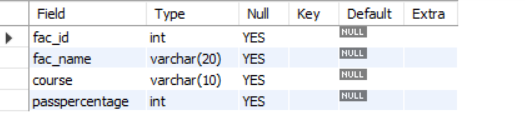 Field Type Null Key Default Extra
fac_id int YES NULL
fac_name varchar(20) YES NULL
course varchar(10) YES NULL
passpercentage int YES NULL